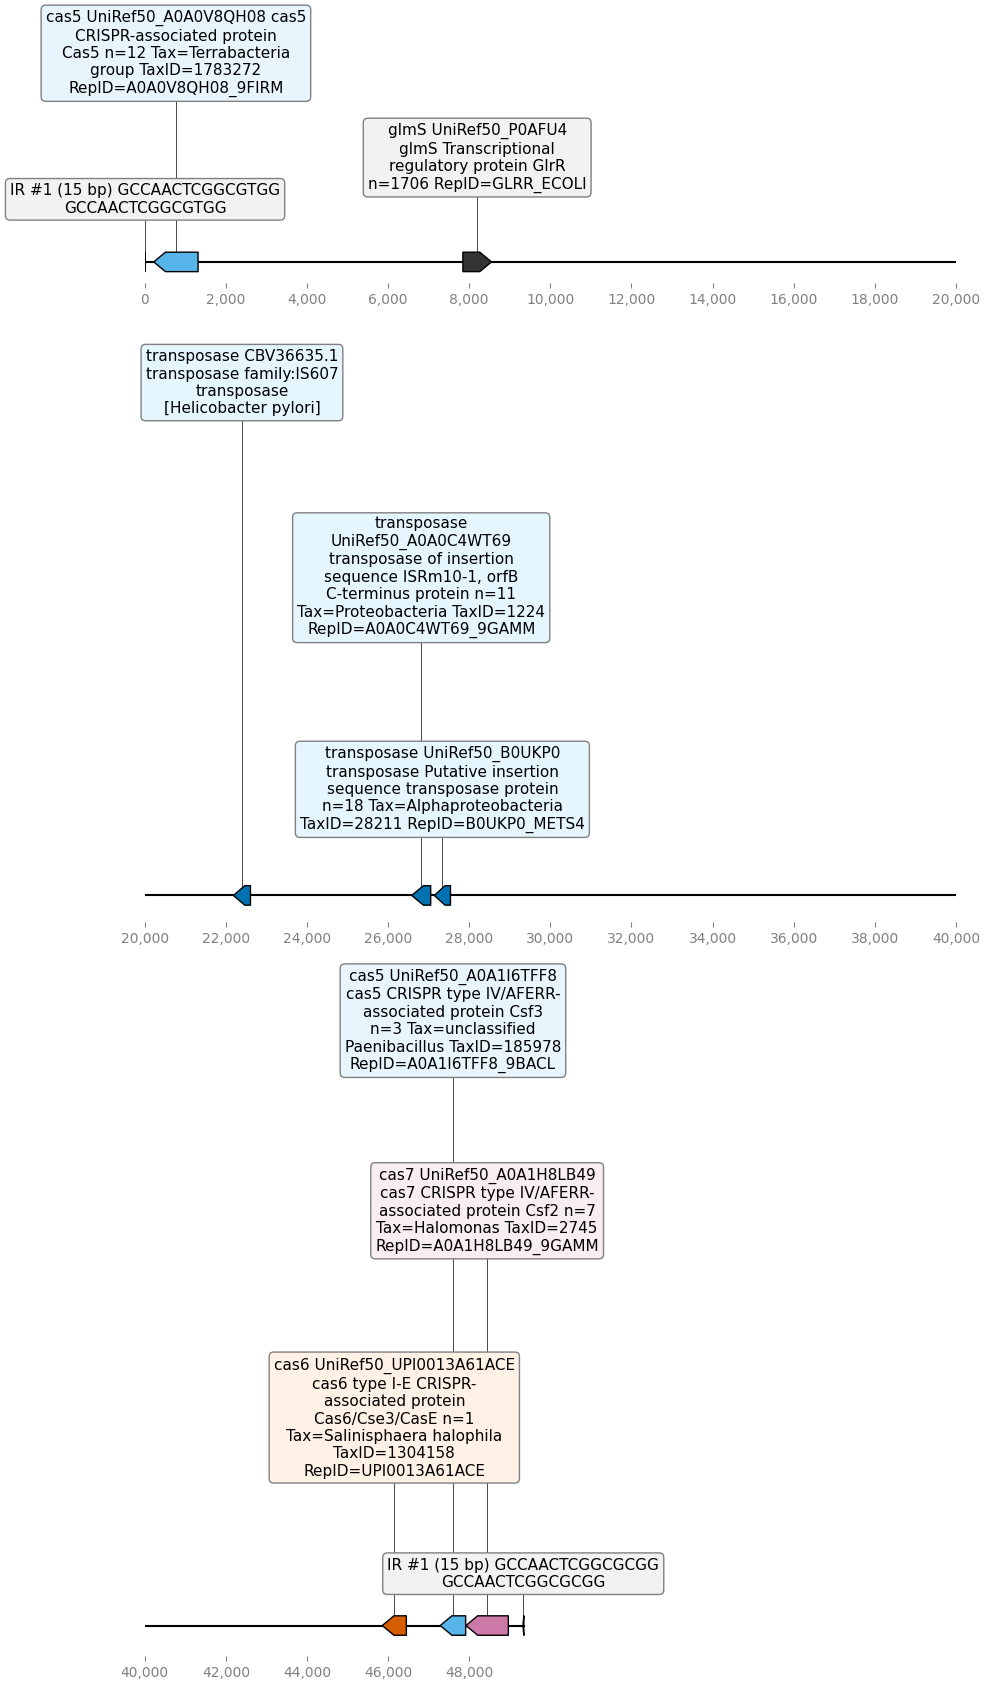 cas5 UniRef50_A0A0V8QH08 cas5
CRISPR-associated protein
Cas5 n=12 Tax=Terrabacteria
group TaxID=1783272
RepID=A0A0V8QH08_9FIRM
glmS UniRef50_P0AFU4
glmS Transcriptional
regulatory protein GlrR
n=1706 RepID=GLRR_ECOLI
IR #1 (15 bp) GCCAACTCGGCGTGG
GCCAACTCGGCGTGG
0 2,000 4,000 6,000 8,000 10,000 12,000 14,000 16,000 18,000 20,000
transposase CBV36635.1
transposase family:IS607
transposase
[Helicobacter pylori]
transposase
UniRef50_A0A0C4WT69
transposase of insertion
sequence ISRm10-1, orfB
C-terminus protein n=11
Tax=Proteobacteria TaxID=1224
RepID=A0A0C4WT69_9GAMM
transposase UniRef50_B0UKP0
transposase Putative insertion
sequence transposase protein
n=18 Tax=Alphaproteobacteria
TaxID=28211 RepID=B0UKP0_METS4
20,000 22,000 24,000 26,000 28,000 30,000 32,000 34,000 36,000 38,000 40,000
cas5 UniRef50_A0A1I6TFF8
cas5 CRISPR type IV/AFERR-
associated protein Csf3
n=3 Tax=unclassified
Paenibacillus TaxID=185978
RepID=A0A1I6TFF8_9BACL
cas7 UniRef50_A0A1H8LB49
cas7 CRISPR type IV/AFERR-
associated protein Csf2 n=7
Tax=Halomonas TaxID=2745
RepID=A0A1H8LB49_9GAMM
cas6 UniRef50_UPI0013A61ACE
cas6 type I-E CRISPR-
associated protein
Cas6/Cse3/CasE n=1
Tax=Salinisphaera halophila
TaxID=1304158
RepID=UPI0013A61ACE
IR #1 (15 bp) GCCAACTCGGCGCGG
GCCAACTCGGCGCGG
40,000 42,000 44,000 46,000 48,000